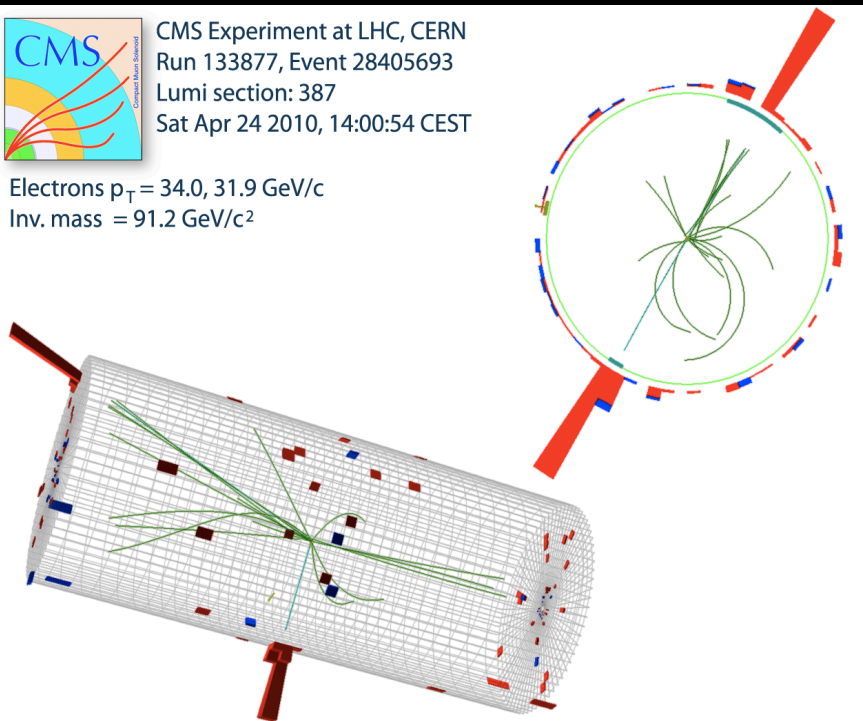 CMS
Compact Muon Solenoid
CMS Experiment at LHC, CERN
Run 133877, Event 28405693
Lumi section: 387
Sat Apr 24 2010, 14:00:54 CEST
Electrons pT = 34.0, 31.9 GeV/c
Inv. mass = 91.2 GeV/c²